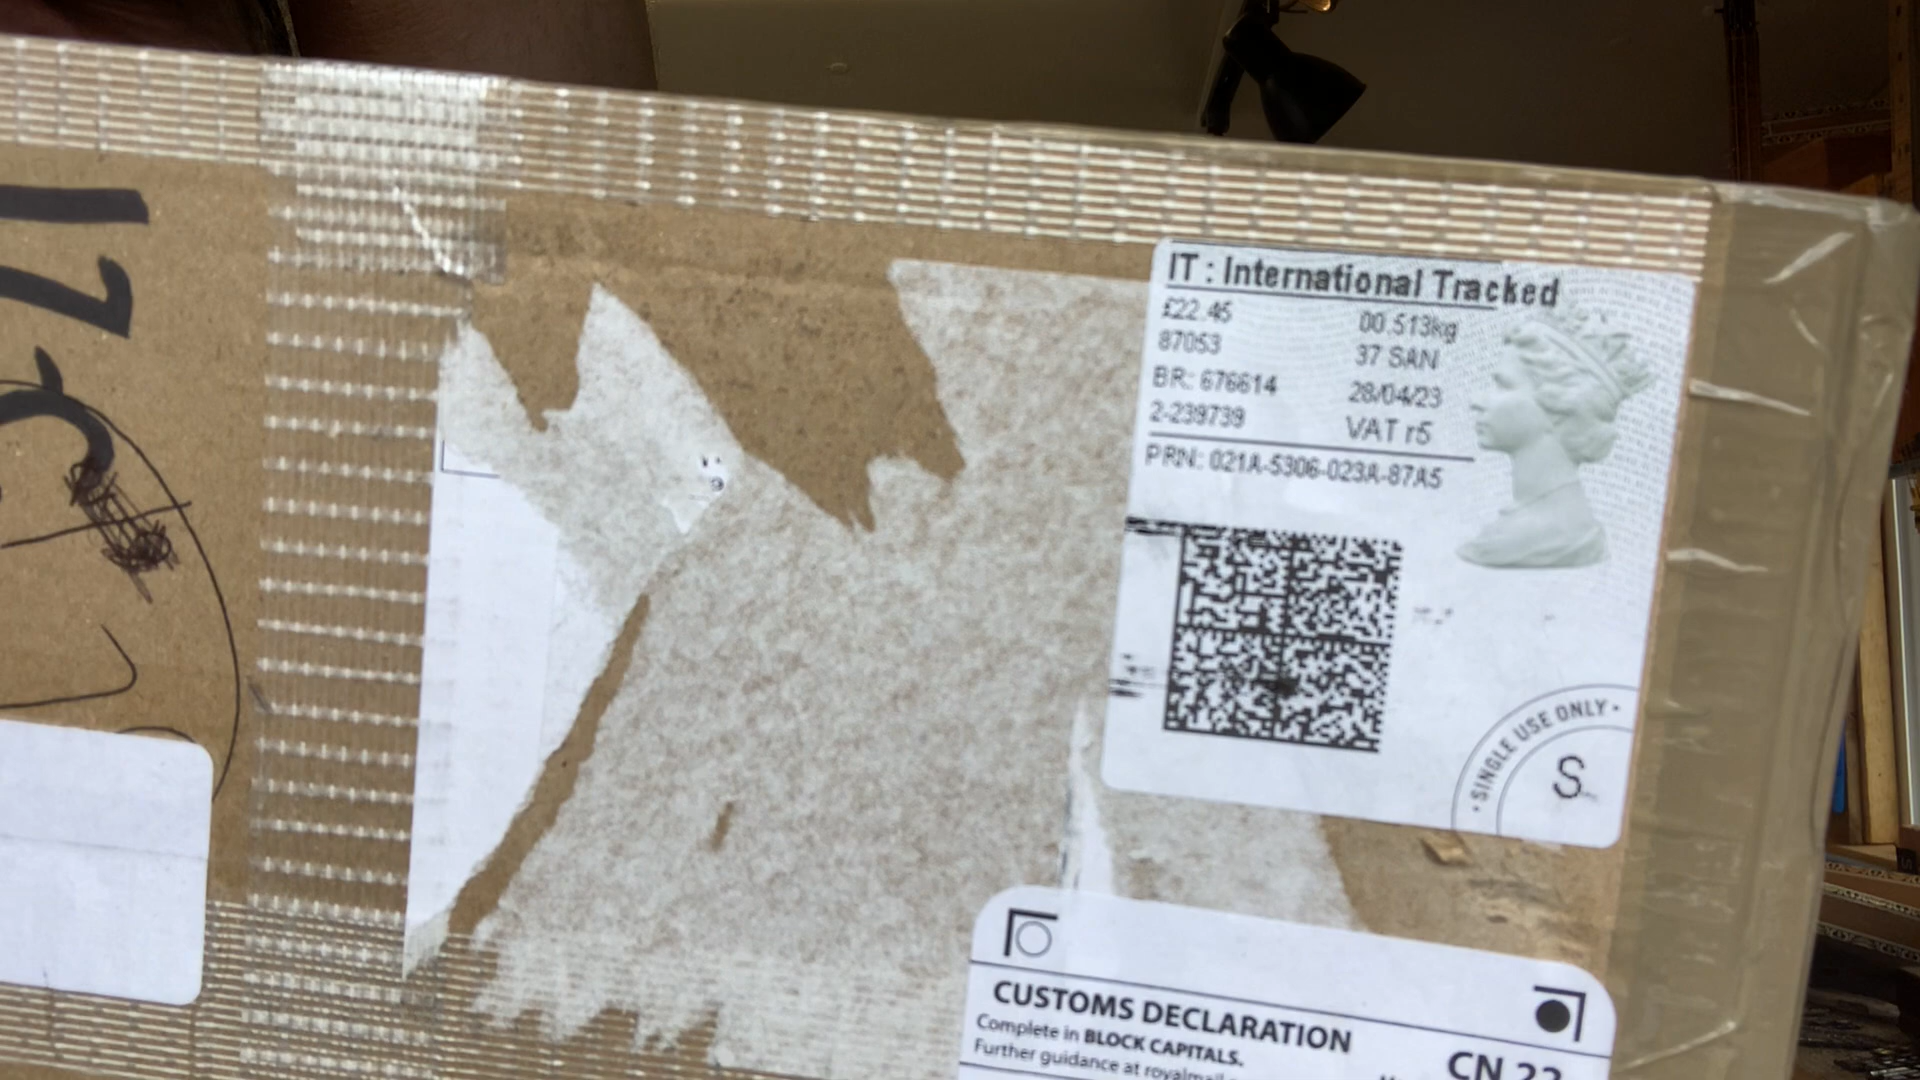 IT : International Tracked
£22.45 00.513kg
87053 37 SAN
BR: 676614 28/04/23
2-239739 VAT r5
PRN: 021A-5306-023A-87A5
• SINGLE USE ONLY •
S
CUSTOMS DECLARATION
Complete in BLOCK CAPITALS.
CN 22
Further guidance at